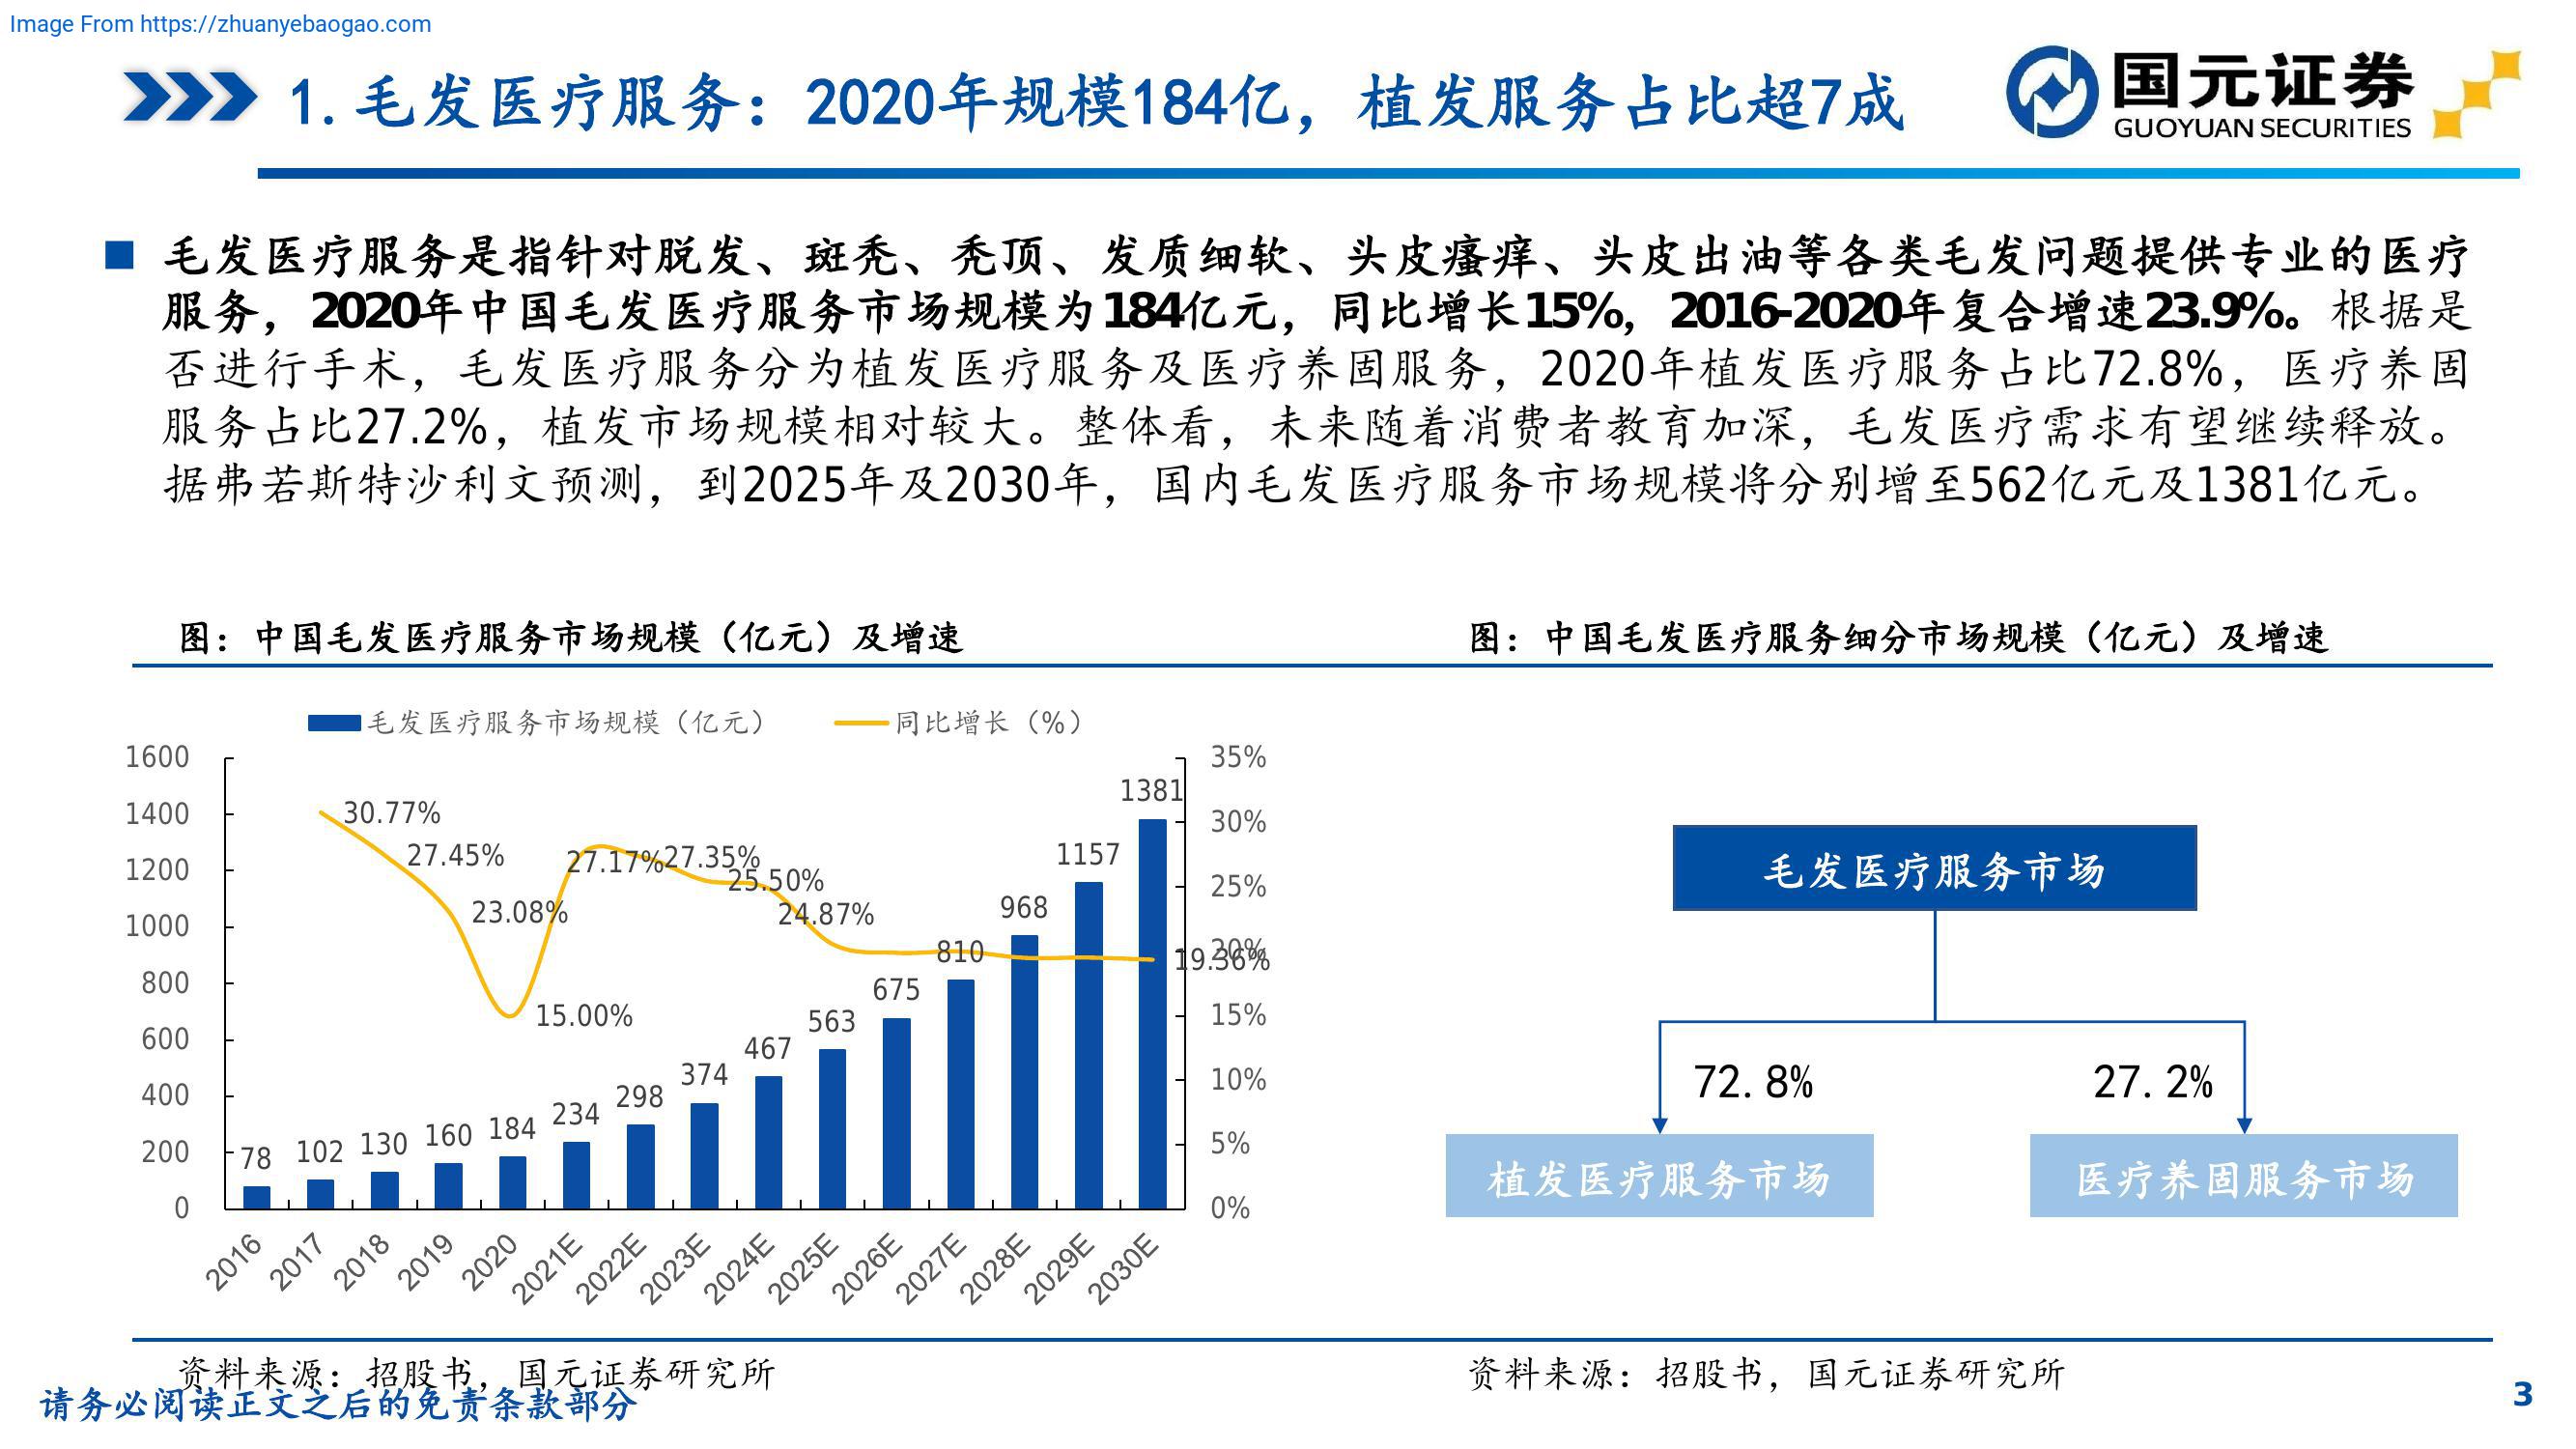 Image From https://zhuanyebaogao.com
1. 毛发医疗服务：2020年规模184亿，植发服务占比超7成
国元证券
GUOYUAN SECURITIES
毛发医疗服务是指针对脱发、斑秃、秃顶、发质细软、头皮瘙痒、头皮出油等各类毛发问题提供专业的医疗
服务，2020年中国毛发医疗服务市场规模为184亿元，同比增长15%，2016-2020年复合增速23.9%。根据是
否进行手术，毛发医疗服务分为植发医疗服务及医疗养固服务，2020年植发医疗服务占比72.8%，医疗养固
服务占比27.2%，植发市场规模相对较大。整体看，未来随着消费者教育加深，毛发医疗需求有望继续释放。
据弗若斯特沙利文预测，到2025年及2030年，国内毛发医疗服务市场规模将分别增至562亿元及1381亿元。
图：中国毛发医疗服务市场规模（亿元）及增速
毛发医疗服务市场规模（亿元） 同比增长（%）
1600
1400
1200
1000
800
600
400
200
0
35%
30%
25%
20%
15%
10%
5%
0%
30.77%
27.45%
23.08%
15.00%
27.17%
27.35%
25.50%
24.87%
19.36%
78
102
130
160
184
234
298
374
467
563
675
810
968
1157
1381
2016
2017
2018
2019
2020
2021E
2022E
2023E
2024E
2025E
2026E
2027E
2028E
2029E
2030E
图：中国毛发医疗服务细分市场规模（亿元）及增速
毛发医疗服务市场
72.8%
27.2%
植发医疗服务市场
医疗养固服务市场
资料来源：招股书，国元证券研究所
资料来源：招股书，国元证券研究所
请务必阅读正文之后的免责条款部分
3